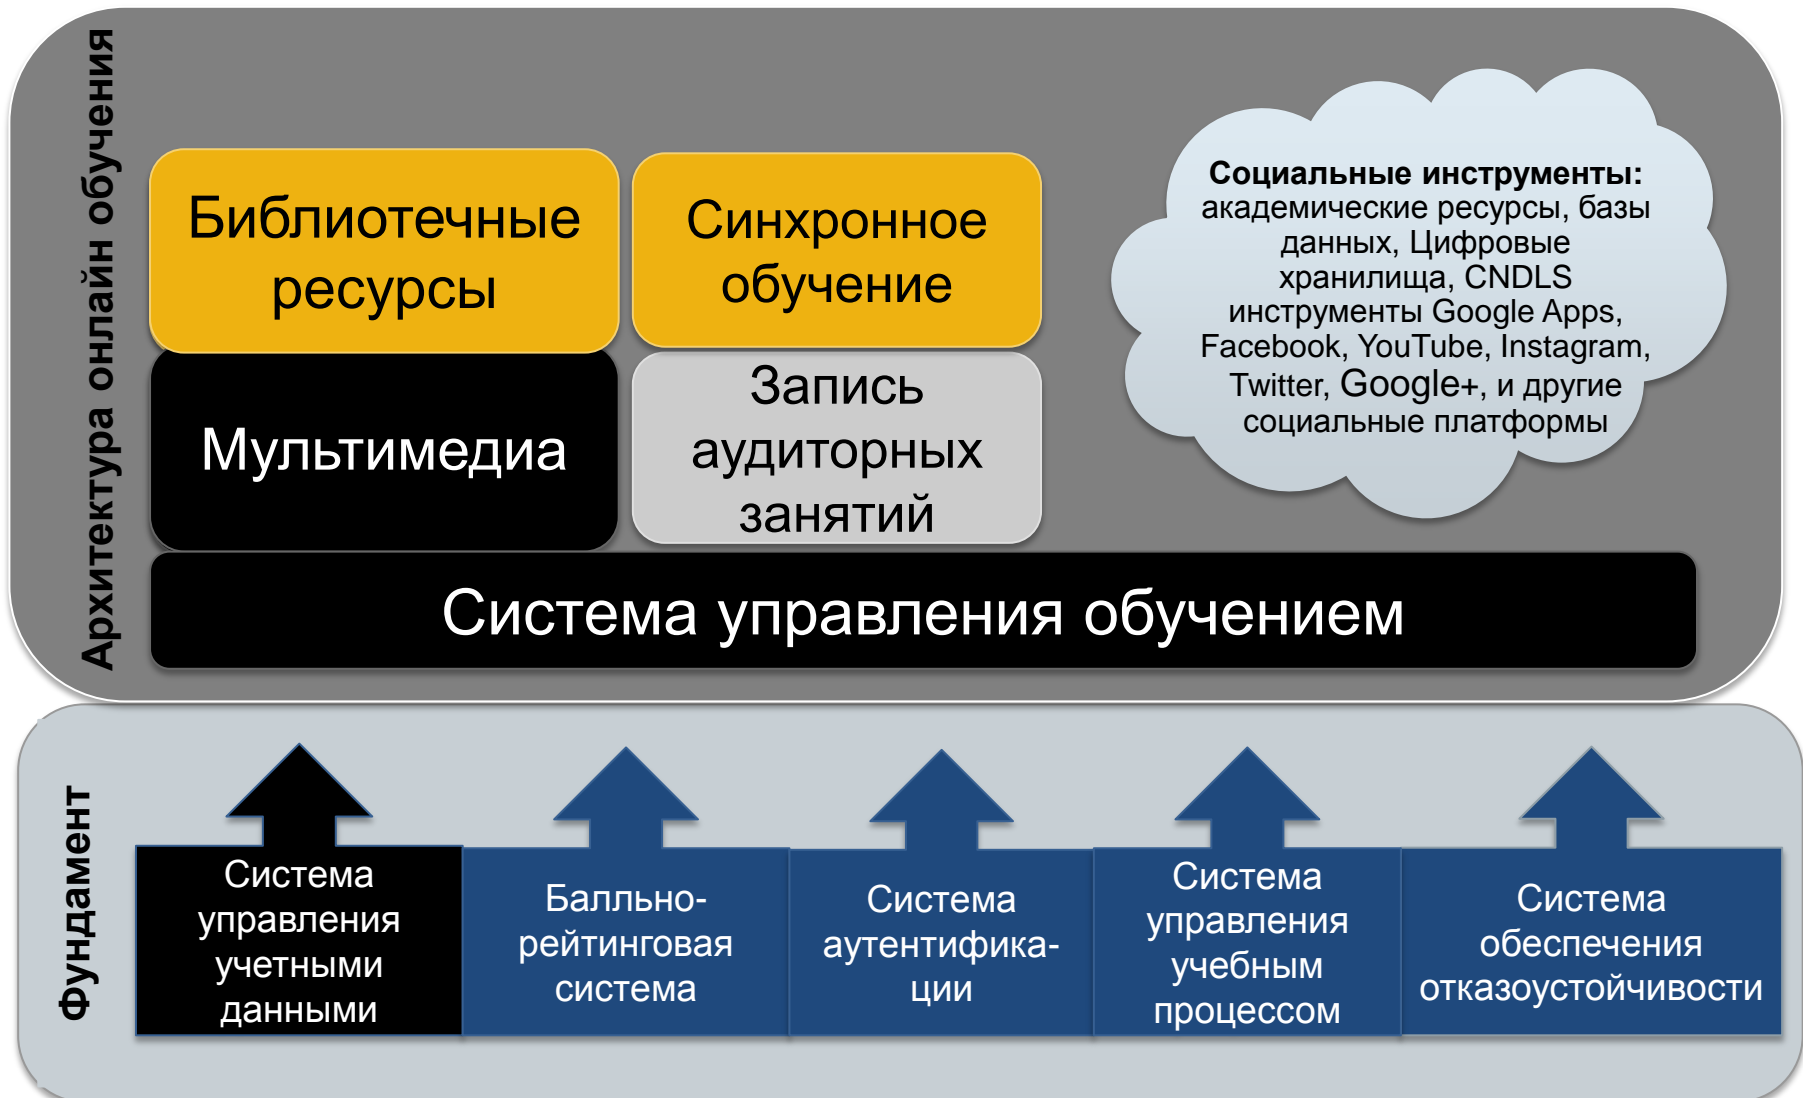 Архитектура онлайн обучения
Библиотечные
ресурсы
Синхронное
обучение
Социальные инструменты:
академические ресурсы, базы
данных, Цифровые
хранилища, CNDLS
инструменты Google Apps,
Facebook, YouTube, Instagram,
Twitter, Google+, и другие
социальные платформы
Мультимедиа
Запись
аудиторных
занятий
Система управления обучением
Фундамент
Система
управления
учетными
данными
Балльно-
рейтинговая
система
Система
аутентифика-
ции
Система
управления
учебным
процессом
Система
обеспечения
отказоустойчивости